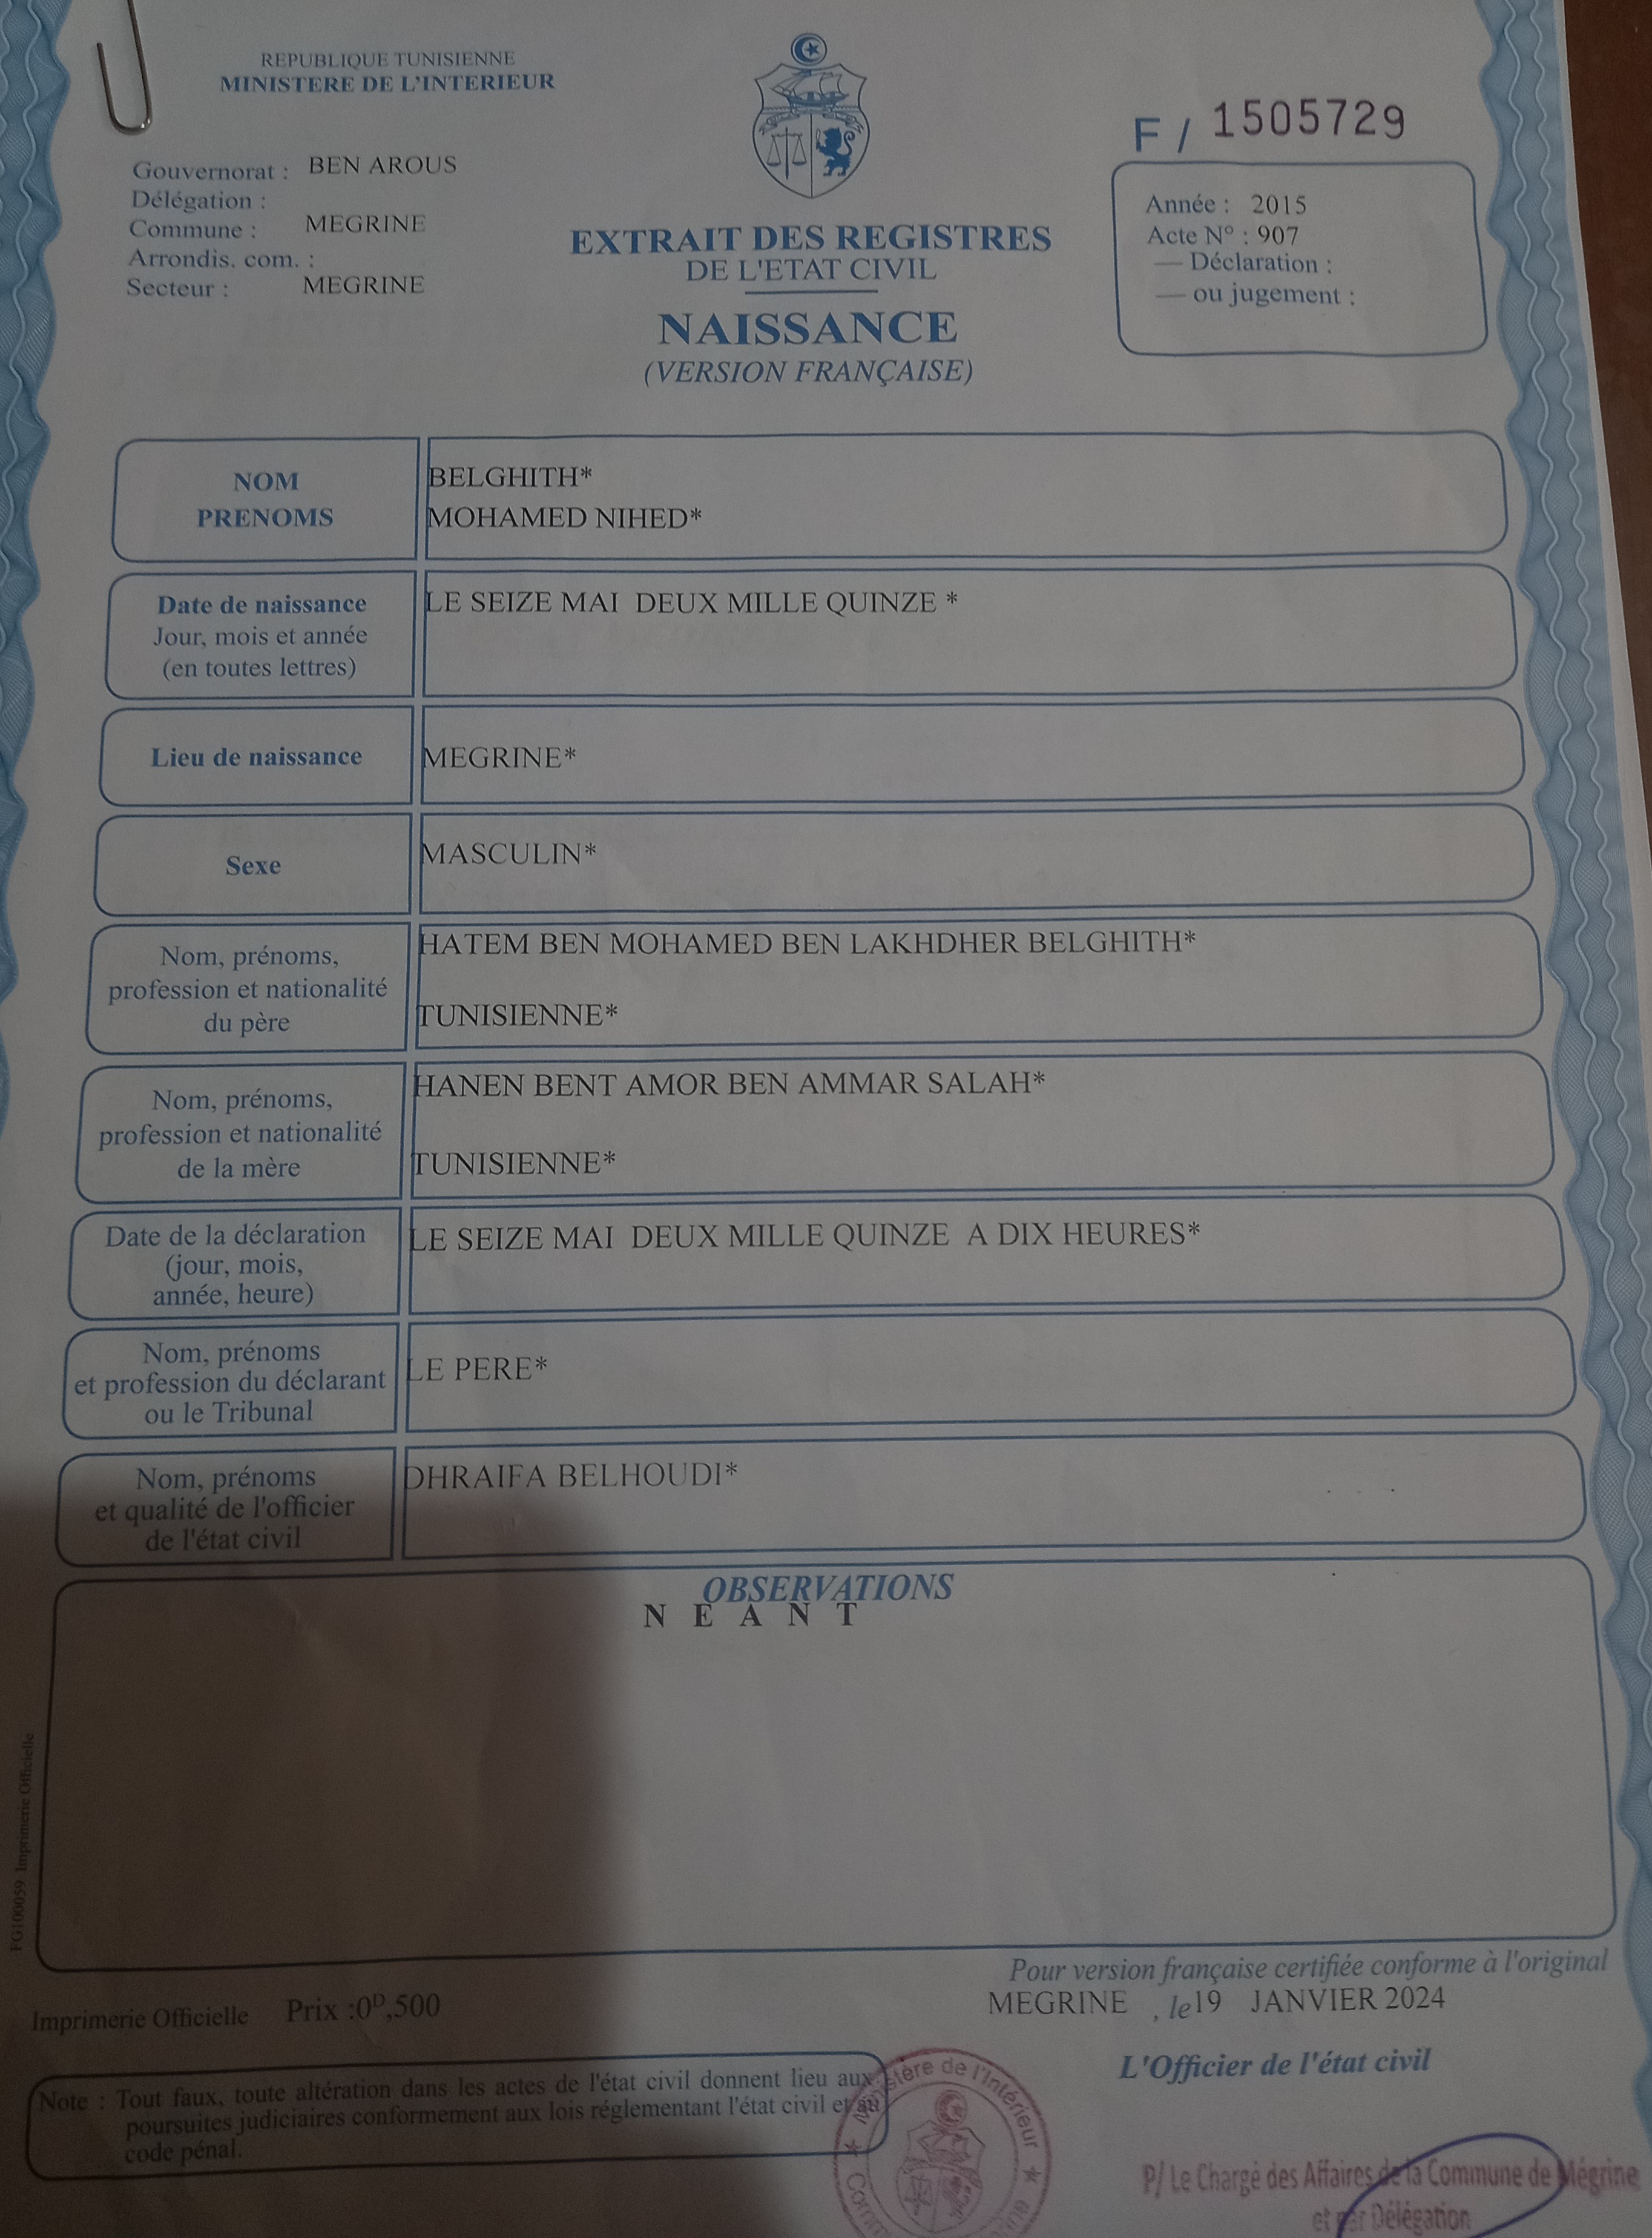 REPUBLIQUE TUNISIENNE
MINISTERE DE L'INTERIEUR
F / 1505729
Gouvernorat : BEN AROUS
Délégation :
Commune : MEGRINE
Arrondis. com. :
Secteur : MEGRINE
EXTRAIT DES REGISTRES
DE L'ETAT CIVIL
NAISSANCE
(VERSION FRANÇAISE)
Année : 2015
Acte N° : 907
— Déclaration :
— ou jugement :
NOM
PRENOMS
BELGHITH*
MOHAMED NIHED*
Date de naissance
Jour, mois et année
(en toutes lettres)
LE SEIZE MAI DEUX MILLE QUINZE *
Lieu de naissance
MEGRINE*
Sexe
MASCULIN*
Nom, prénoms,
profession et nationalité
du père
HATEM BEN MOHAMED BEN LAKHDHER BELGHITH*
TUNISIENNE*
Nom, prénoms,
profession et nationalité
de la mère
HANEN BENT AMOR BEN AMMAR SALAH*
TUNISIENNE*
Date de la déclaration
(jour, mois,
année, heure)
LE SEIZE MAI DEUX MILLE QUINZE A DIX HEURES*
Nom, prénoms
et profession du déclarant
ou le Tribunal
LE PERE*
Nom, prénoms
et qualité de l'officier
de l'état civil
DHRAIFA BELHOUDI*
OBSERVATIONS
N E A N T
FG100059 Imprimerie Officielle
Pour version française certifiée conforme à l'original
MEGRINE , le 19 JANVIER 2024
Imprimerie Officielle Prix :0D,500
L'Officier de l'état civil
Note : Tout faux, toute altération dans les actes de l'état civil donnent lieu aux
poursuites judiciaires conformement aux lois réglementant l'état civil et au
code pénal.
Ministère de l'Intérieur
P/ Le Chargé des Affaires de la Commune de Mégrine
et par Délégation